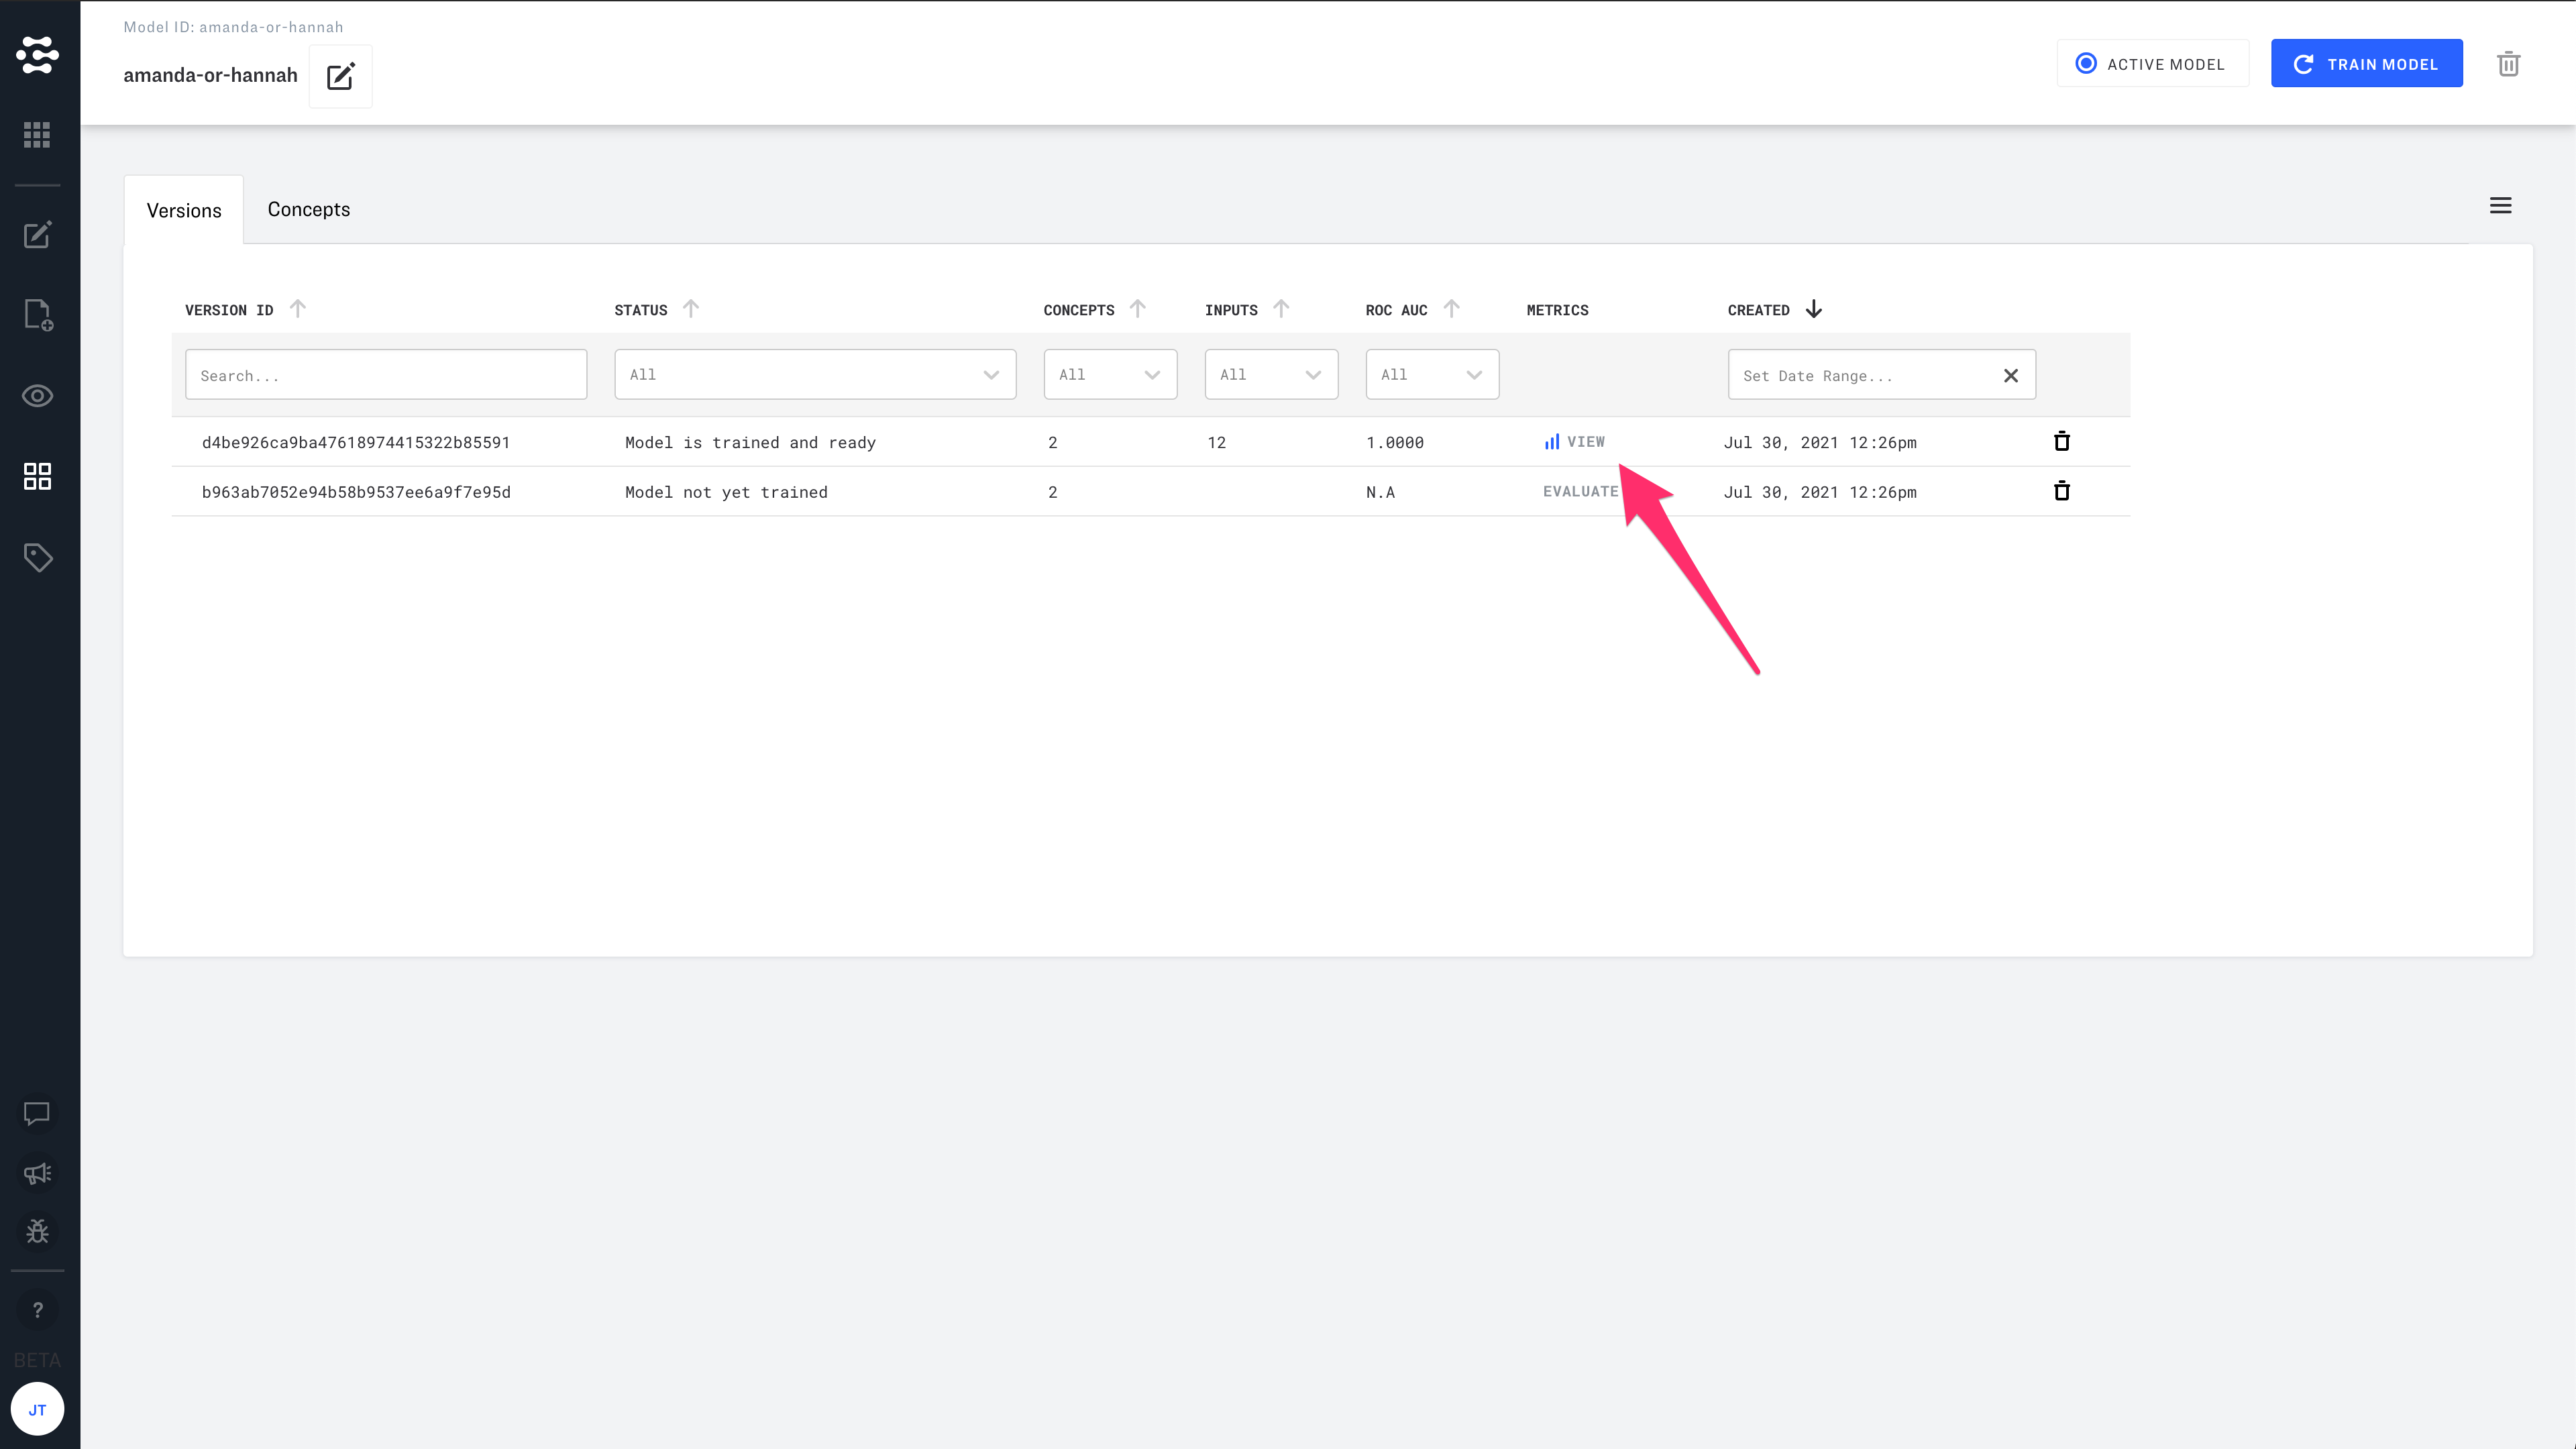 Model ID: amanda-or-hannah
amanda-or-hannah
ACTIVE MODEL
TRAIN MODEL
Versions
Concepts
VERSION ID STATUS CONCEPTS INPUTS ROC AUC METRICS CREATED
Search... All All All All Set Date Range...
d4be926ca9ba47618974415322b85591 Model is trained and ready 2 12 1.0000 VIEW Jul 30, 2021 12:26pm
b963ab7052e94b58b9537ee6a9f7e95d Model not yet trained 2 N.A EVALUATE Jul 30, 2021 12:26pm
?
BETA
JT